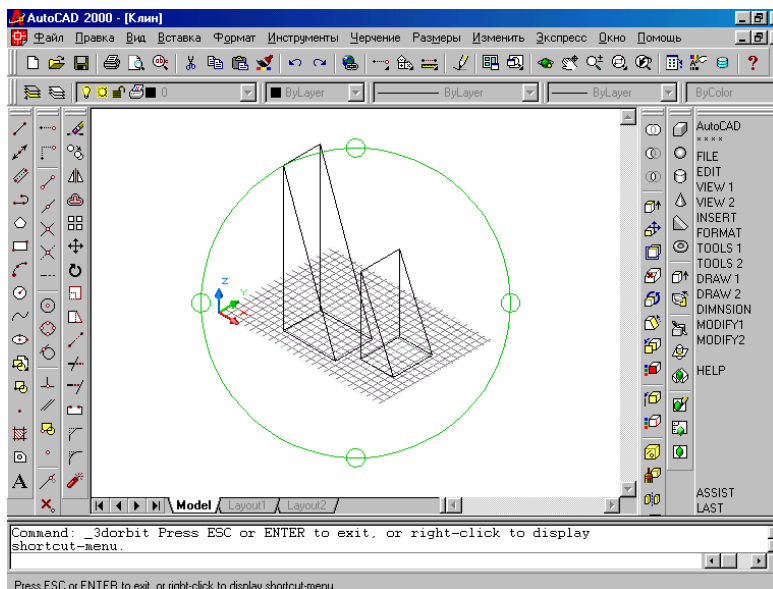 AutoCAD 2000 - [Клин]
Файл Правка Вид Вставка Формат Инструменты Черчение Размеры Изменить Экспресс Окно Помощь
0 ByLayer ByLayer ByLayer ByColor
AutoCAD
* * * *
FILE
EDIT
VIEW 1
VIEW 2
INSERT
FORMAT
TOOLS 1
TOOLS 2
DRAW 1
DRAW 2
DIMNSION
MODIFY1
MODIFY2
HELP
ASSIST
LAST
Z
Y
X
A
Model Layout1 Layout2
Command: _3dorbit Press ESC or ENTER to exit, or right-click to display
shortcut-menu.
Press ESC or ENTER to exit, or right-click to display shortcut-menu.